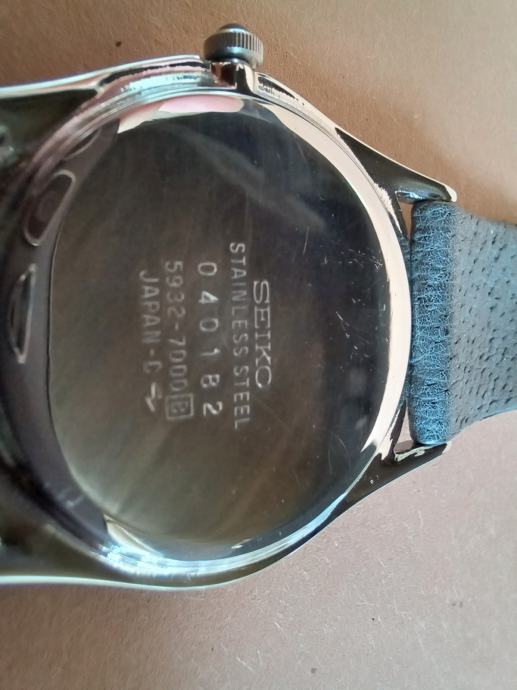 SEIKO
STAINLESS STEEL
040182
5932-7000 B
JAPAN-C